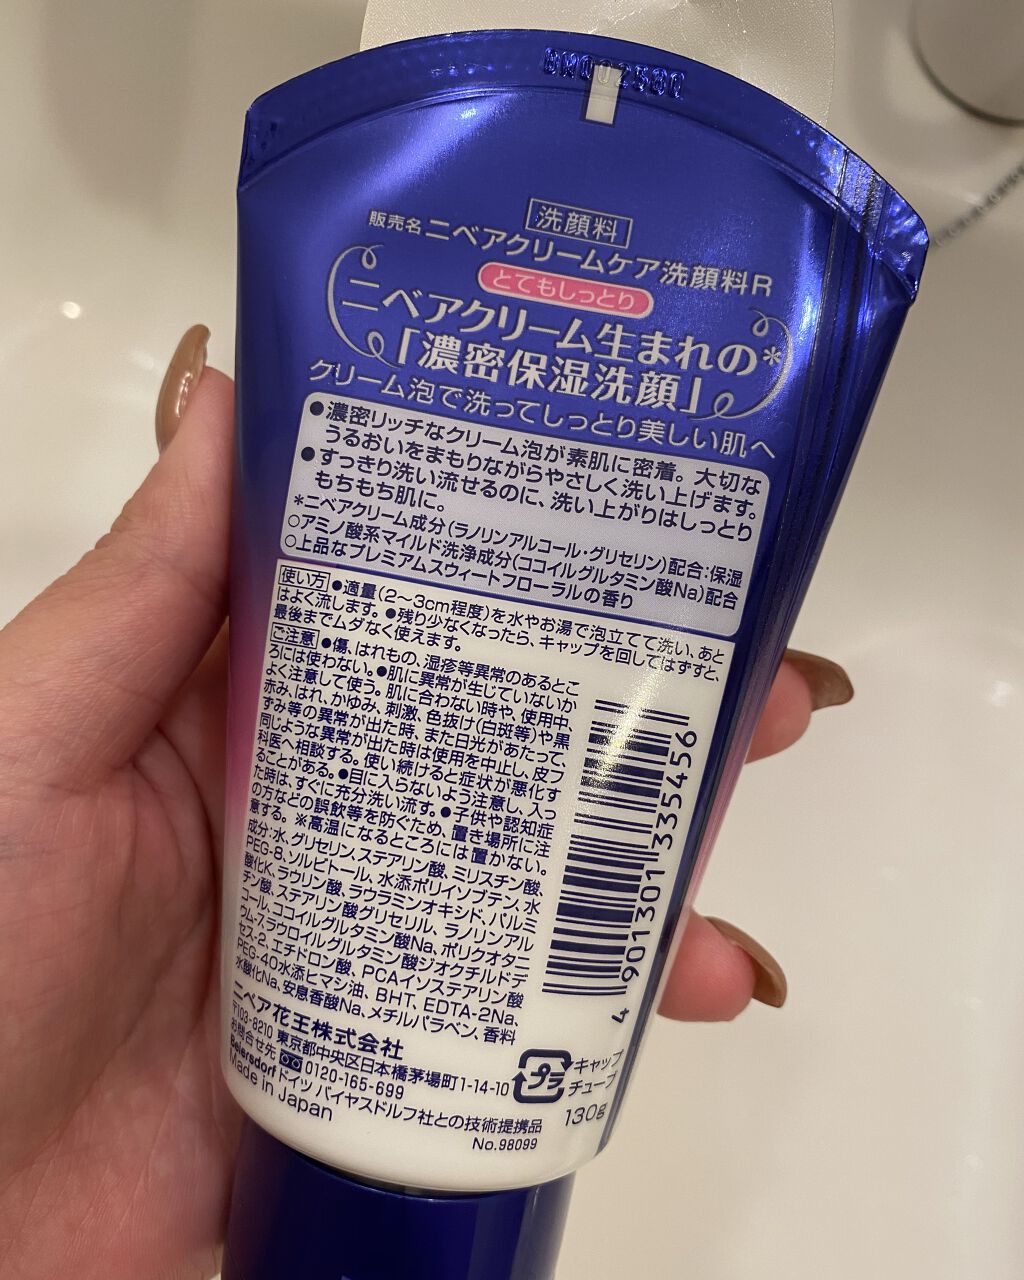 BW002580
洗顔料
販売名 ニベアクリームケア洗顔料R
とてもしっとり
ニベアクリーム生まれの*
「濃密保湿洗顔」
クリーム泡で洗ってしっとり美しい肌へ
●濃密リッチなクリーム泡が素肌に密着。大切な
うるおいをまもりながらやさしく洗い上げます。
●すっきり洗い流せるのに、洗い上がりはしっとり
もちもち肌に。
*ニベアクリーム成分(ラノリンアルコール・グリセリン)配合:保湿
○アミノ酸系マイルド洗浄成分(ココイルグルタミン酸Na)配合
○上品なプレミアムスウィートフローラルの香り
使い方 ●適量(2〜3cm程度)を水やお湯で泡立てて洗い、あと
はよく流します。●残り少なくなったら、キャップを回してはずすと、
最後までムダなく使えます。
ご注意 ●傷、はれもの、湿疹等異常のあるとこ
ろには使わない。●肌に異常が生じていないか
よく注意して使う。肌に合わない時や、使用中、
赤み、はれ、かゆみ、刺激、色抜け(白斑等)や黒
ずみ等の異常が出た時、また日光があたって
同じような異常が出た時は使用を中止し、皮フ
科医へ相談する。使い続けると症状が悪化す
ることがある。●目に入らないよう注意し、入っ
た時は、すぐに充分洗い流す。●子供や認知症
の方などの誤飲等を防ぐため、置き場所に注
意する。※高温になるところには置かない。
成分:水、グリセリン、ステアリン酸、ミリスチン酸、
PEG-8、ソルビトール、水添ポリイソブテン、水
酸化K、ラウリン酸、ラウラミンオキシド、パルミ
チン酸、ステアリン酸グリセリル、ラノリンアル
コール、ココイルグルタミン酸Na、ポリクオタニ
ウム-7、ラウロイルグルタミン酸ジオクチルドデ
セス-2、エチドロン酸、PCAイソステアリン酸
PEG-40水添ヒマシ油、BHT、EDTA-2Na、
水酸化Na、安息香酸Na、メチルパラベン、香料
4 901301 335456
ニベア花王株式会社
〒103-8210 東京都中央区日本橋茅場町1-14-10
お問合せ先 0120-165-699
Beiersdorf ドイツ バイヤスドルフ社との技術提携品
Made in Japan
No.98099
プラ
キャップ
チューブ
130g